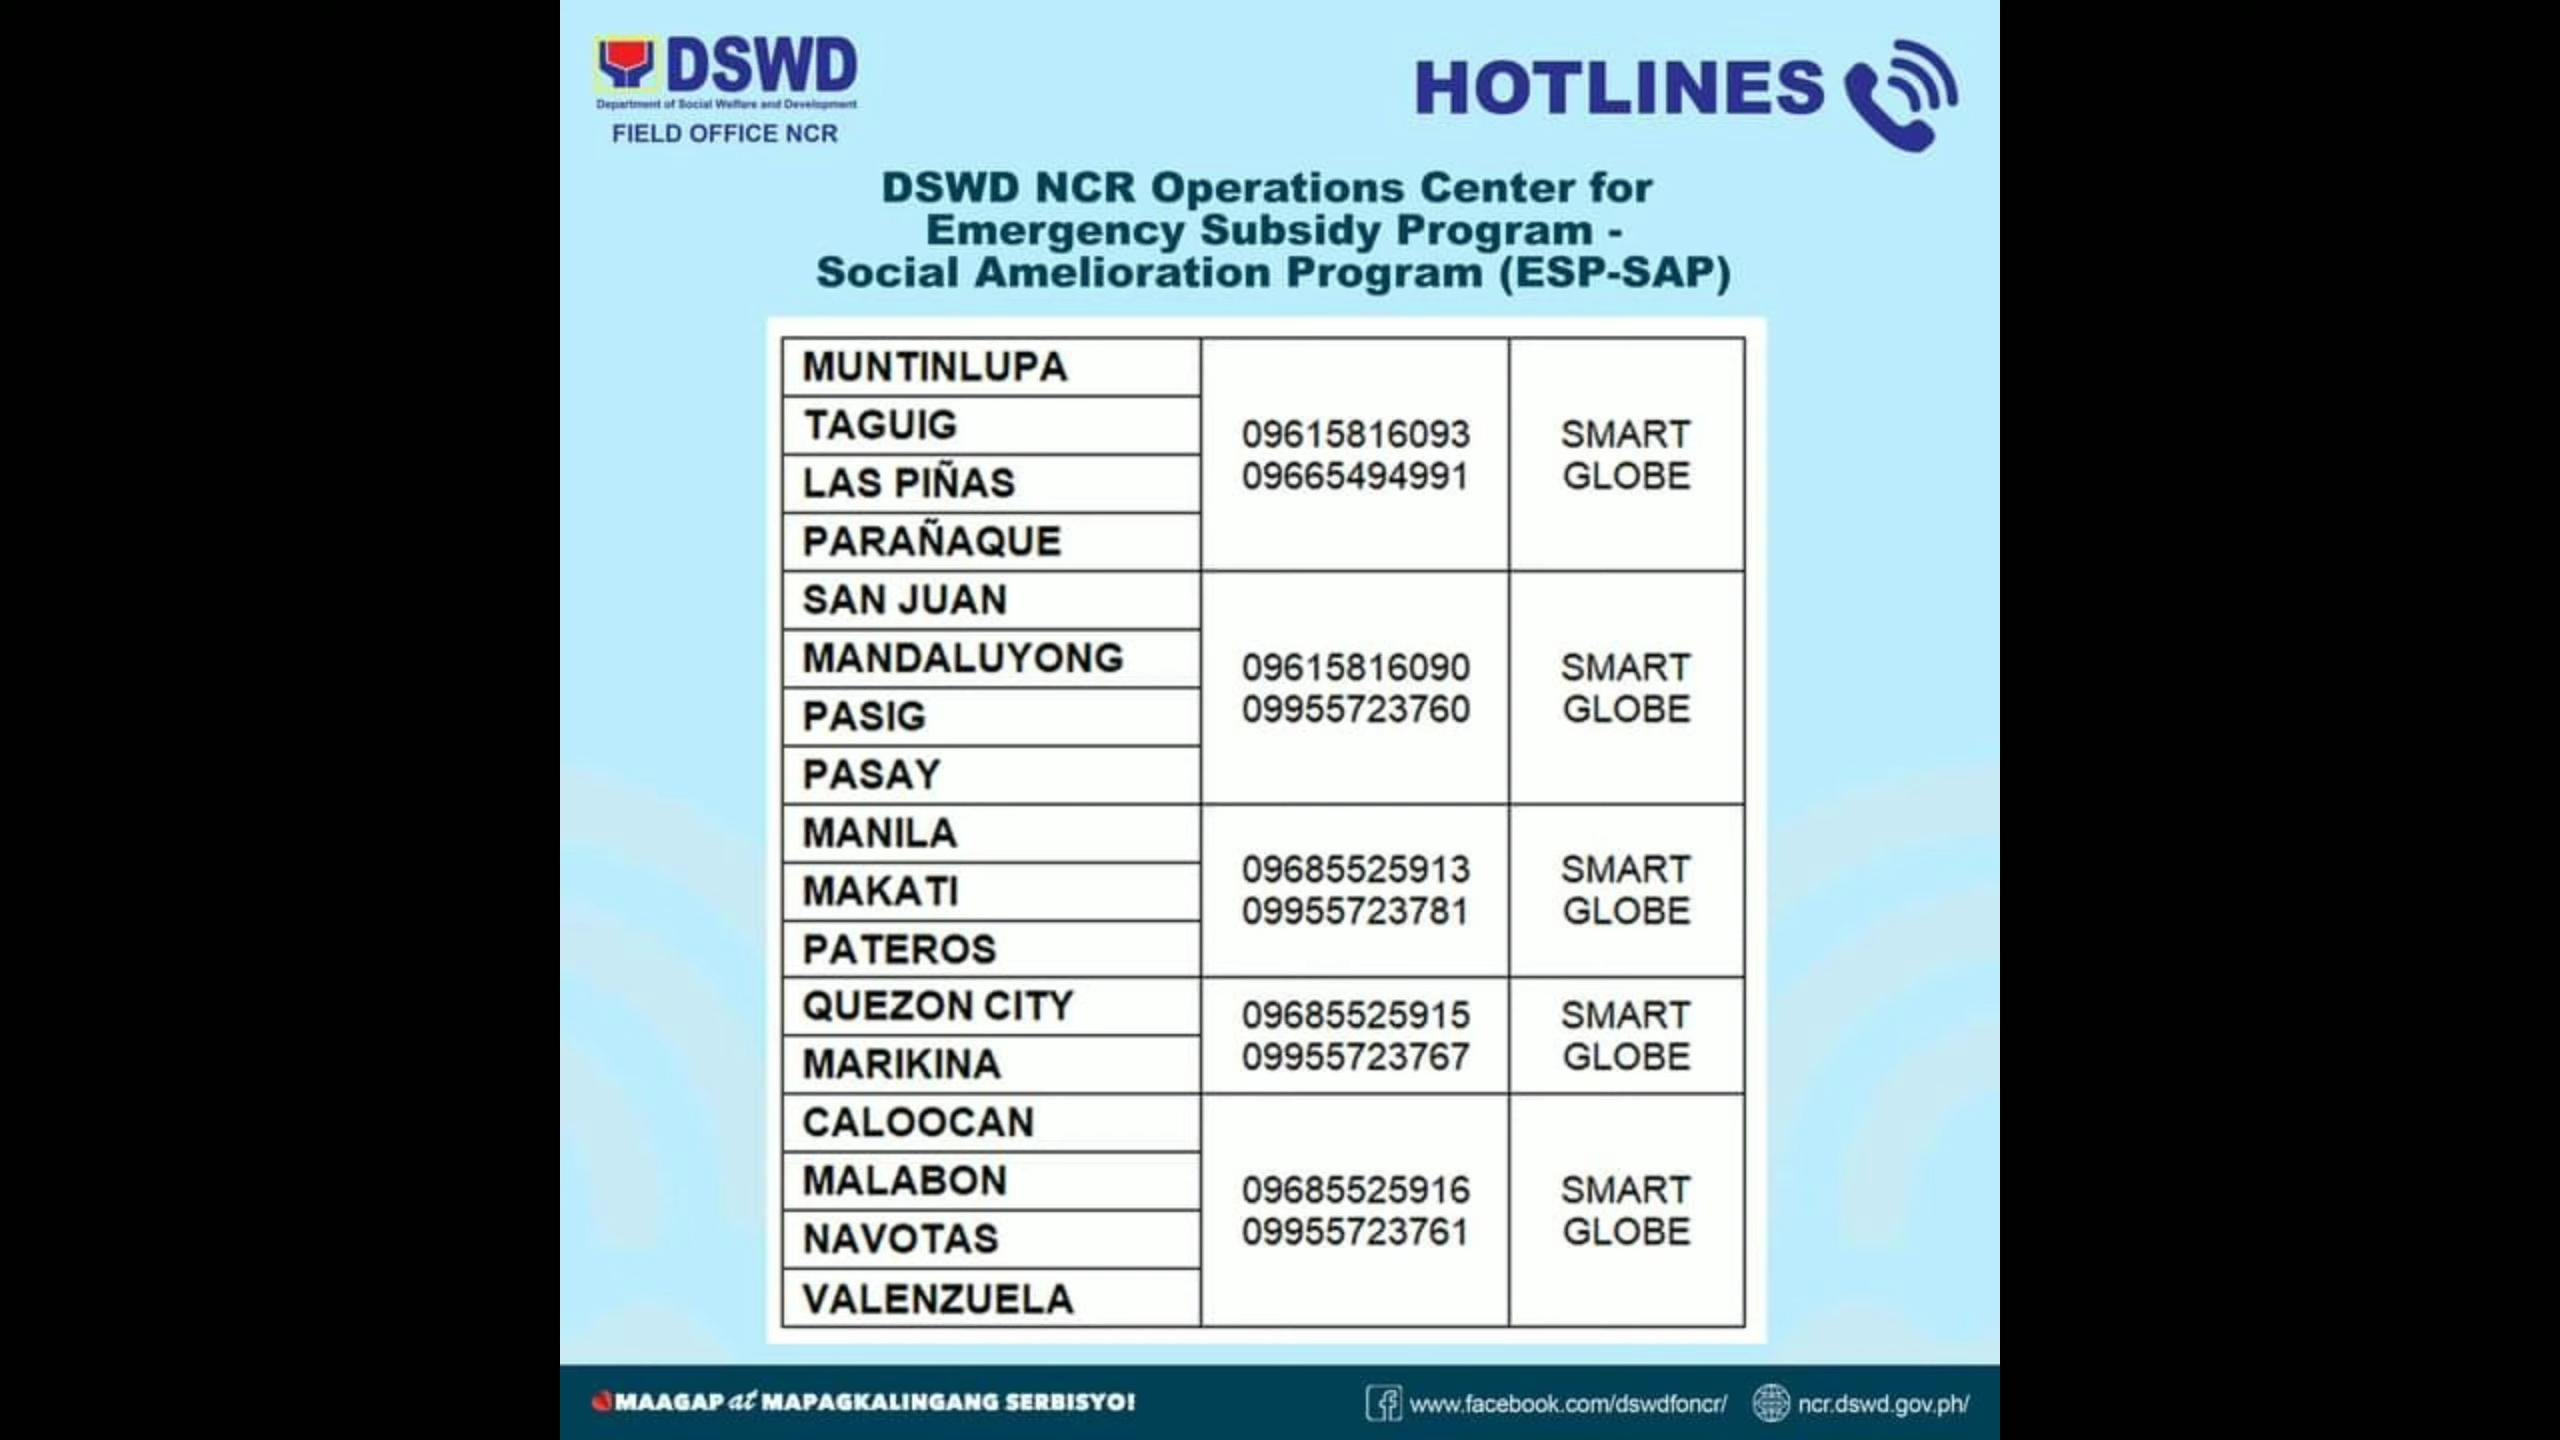 DSWD
Department of Social Welfare and Development
FIELD OFFICE NCR
HOTLINES
DSWD NCR Operations Center for
Emergency Subsidy Program -
Social Amelioration Program (ESP-SAP)
MUNTINLUPA
TAGUIG
LAS PIÑAS
PARAÑAQUE
09615816093 SMART
09665494991 GLOBE
SAN JUAN
MANDALUYONG
PASIG
PASAY
09615816090 SMART
09955723760 GLOBE
MANILA
MAKATI
PATEROS
09685525913 SMART
09955723781 GLOBE
QUEZON CITY
MARIKINA
09685525915 SMART
09955723767 GLOBE
CALOOCAN
MALABON
NAVOTAS
VALENZUELA
09685525916 SMART
09955723761 GLOBE
MAAGAP at MAPAGKALINGANG SERBISYO!
www.facebook.com/dswdfoncr/
ncr.dswd.gov.ph/